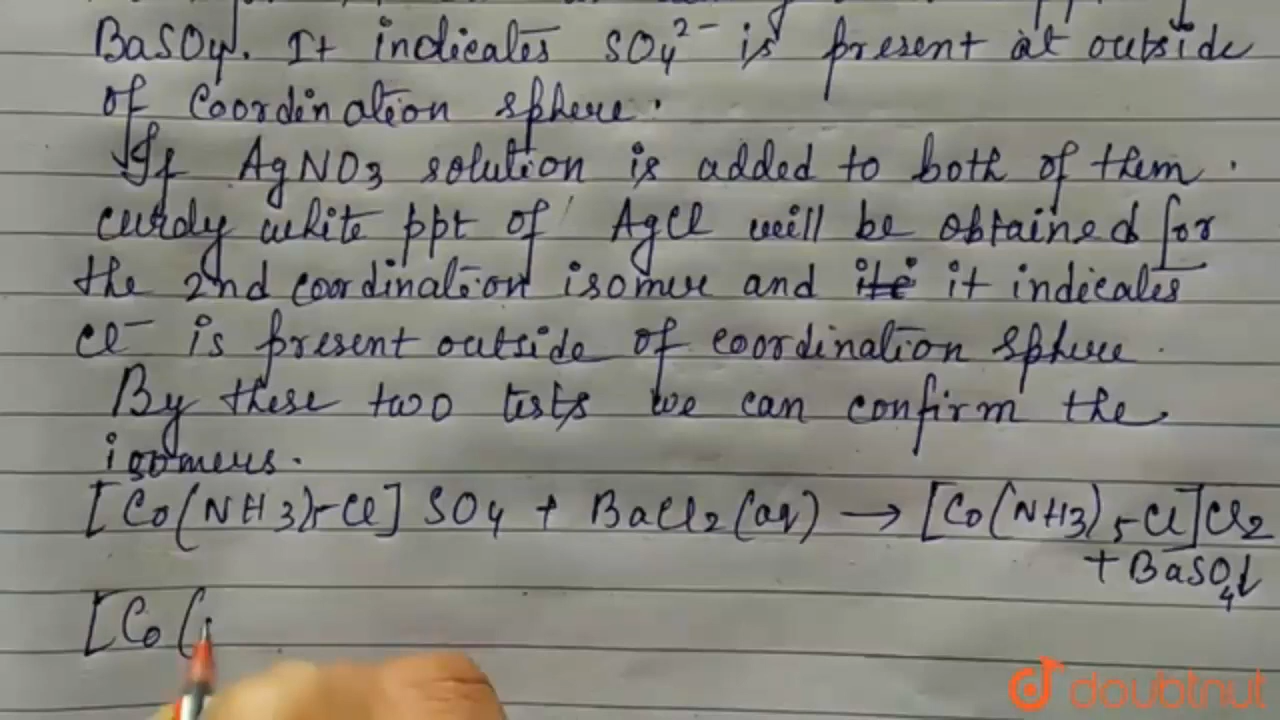 BaSO4. It indicates SO4²⁻ is present at outside
of coordination sphere.
If AgNO3 solution is added to both of them.
curdy white ppt of AgCl will be obtained for
the 2nd coordination isomer and it indicates
Cl⁻ is present outside of coordination sphere.
By these two tests we can confirm the
isomers.
[Co(NH3)5Cl] SO4 + BaCl2(aq) → [Co(NH3)5Cl]Cl2
+ BaSO4↓
[Co(
doubtnut